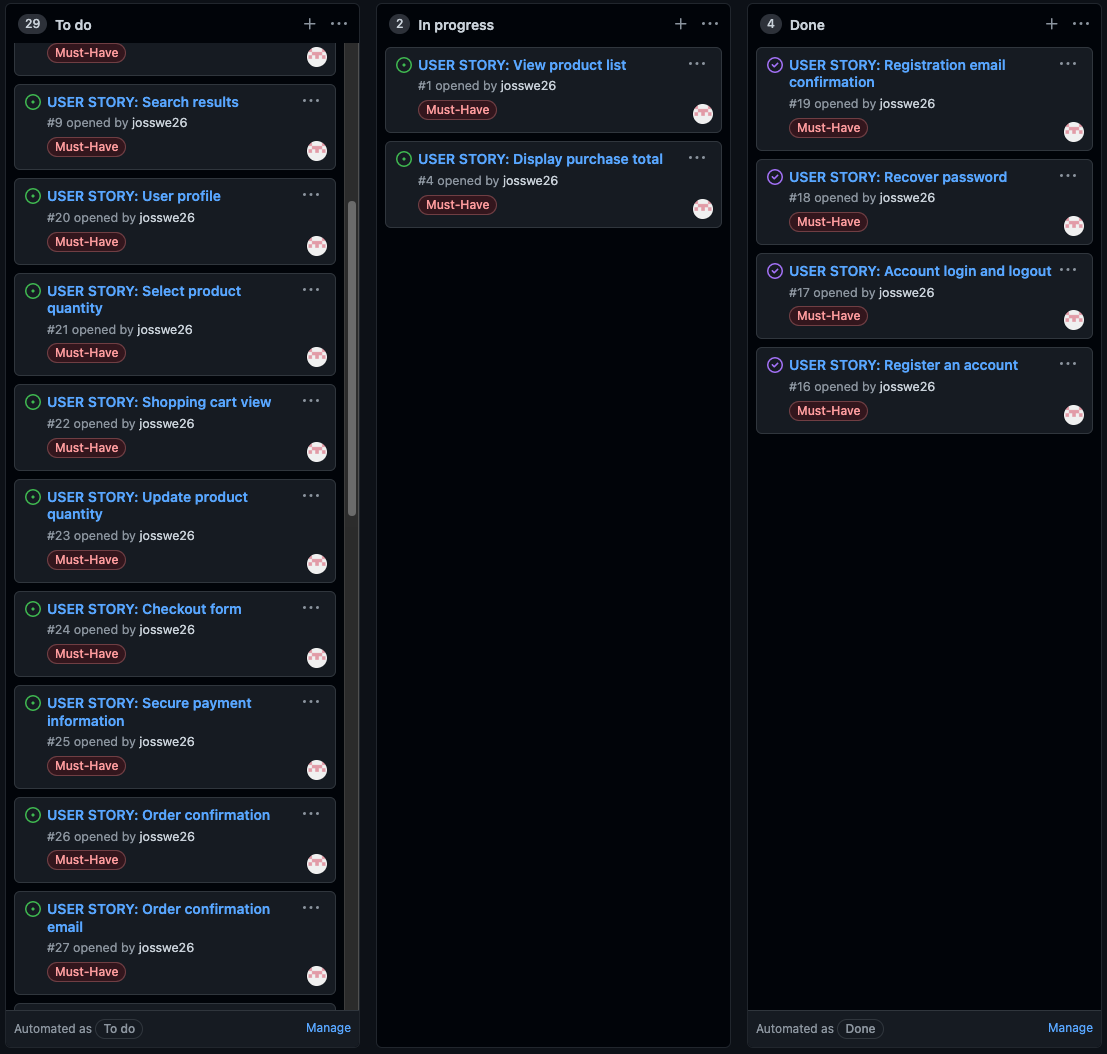 29 To do
Must-Have
USER STORY: Search results
#9 opened by josswe26
Must-Have
USER STORY: User profile
#20 opened by josswe26
Must-Have
USER STORY: Select product
quantity
#21 opened by josswe26
Must-Have
USER STORY: Shopping cart view
#22 opened by josswe26
Must-Have
USER STORY: Update product
quantity
#23 opened by josswe26
Must-Have
USER STORY: Checkout form
#24 opened by josswe26
Must-Have
USER STORY: Secure payment
information
#25 opened by josswe26
Must-Have
USER STORY: Order confirmation
#26 opened by josswe26
Must-Have
USER STORY: Order confirmation
email
#27 opened by josswe26
Must-Have
Automated as To do Manage
2 In progress
USER STORY: View product list
#1 opened by josswe26
Must-Have
USER STORY: Display purchase total
#4 opened by josswe26
Must-Have
4 Done
USER STORY: Registration email
confirmation
#19 opened by josswe26
Must-Have
USER STORY: Recover password
#18 opened by josswe26
Must-Have
USER STORY: Account login and logout
#17 opened by josswe26
Must-Have
USER STORY: Register an account
#16 opened by josswe26
Must-Have
Automated as Done Manage